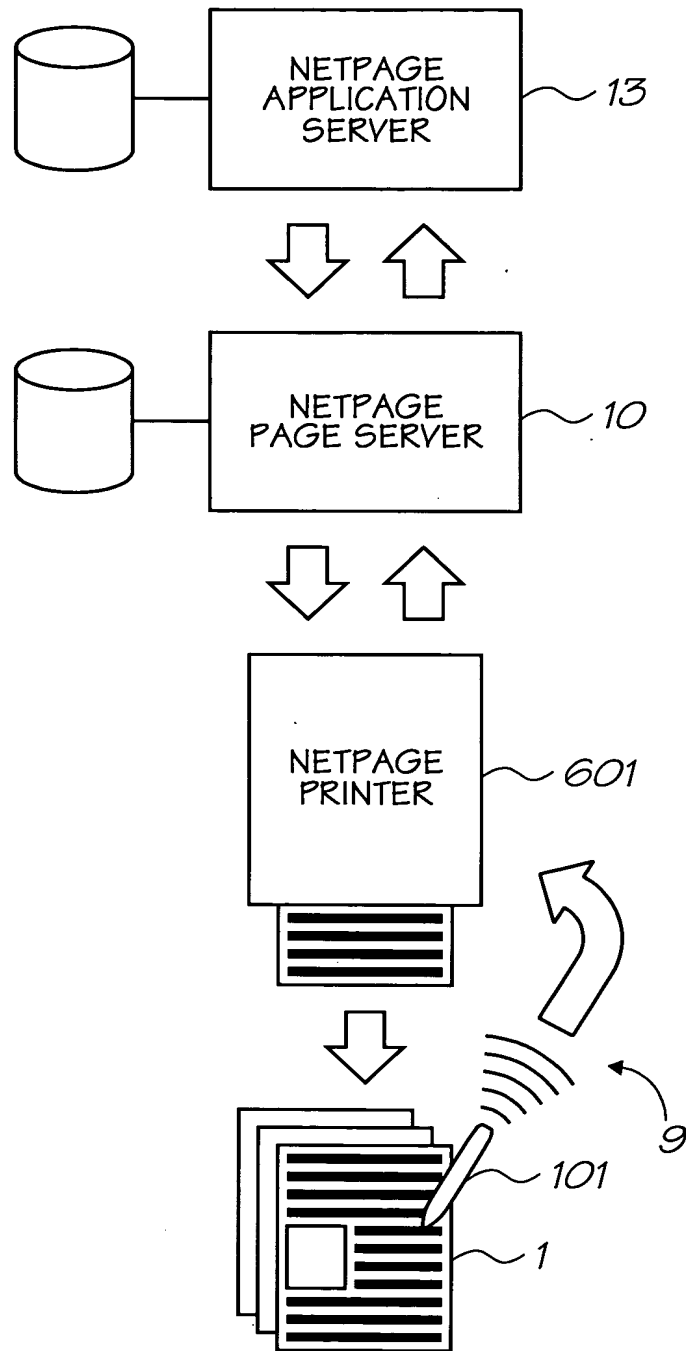 NETPAGE
APPLICATION
SERVER
13
NETPAGE
PAGE SERVER
10
NETPAGE
PRINTER
601
9
101
1